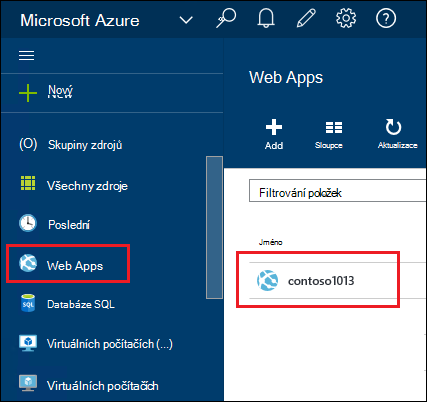 Microsoft Azure
Nový
(O) Skupiny zdrojů
Všechny zdroje
Poslední
Web Apps
Databáze SQL
Virtuálních počítačích (...)
Virtuálních počítačích
Web Apps
Add
Sloupce
Aktualizace
Filtrování položek
Jméno
contoso1013